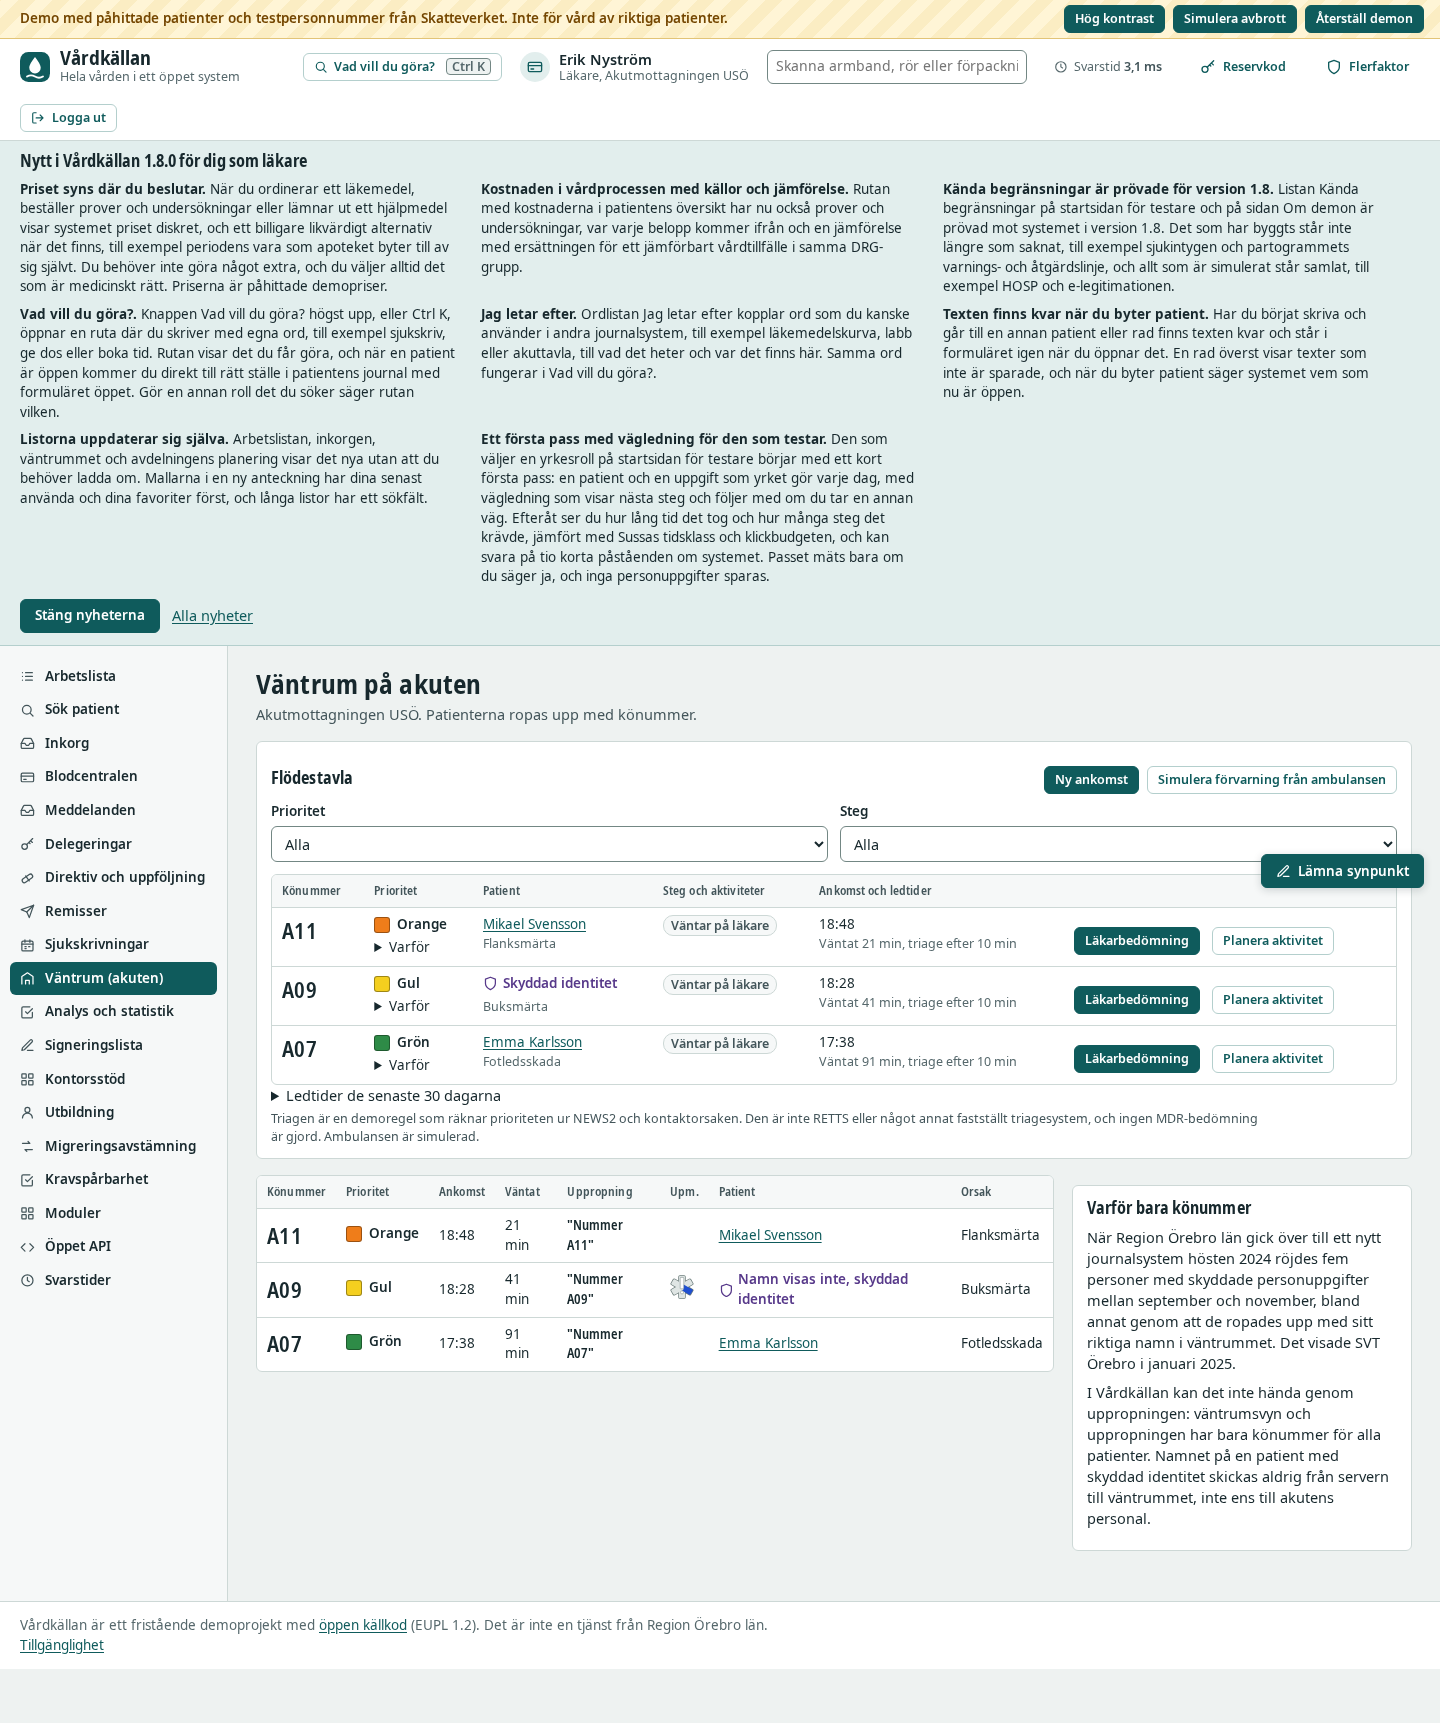 Demo med påhittade patienter och testpersonnummer från Skatteverket. Inte för vård av riktiga patienter.
Hög kontrast
Simulera avbrott
Återställ demon
Vårdkällan
Hela vården i ett öppet system
Vad vill du göra? Ctrl K
Erik Nyström
Läkare, Akutmottagningen USÖ
Skanna armband, rör eller förpackni
Svarstid 3,1 ms
Reservkod
Flerfaktor
Logga ut
Nytt i Vårdkällan 1.8.0 för dig som läkare
Priset syns där du beslutar. När du ordinerar ett läkemedel,
beställer prover och undersökningar eller lämnar ut ett hjälpmedel
visar systemet priset diskret, och ett billigare likvärdigt alternativ
när det finns, till exempel periodens vara som apoteket byter till av
sig självt. Du behöver inte göra något extra, och du väljer alltid det
som är medicinskt rätt. Priserna är påhittade demopriser.
Kostnaden i vårdprocessen med källor och jämförelse. Rutan
med kostnaderna i patientens översikt har nu också prover och
undersökningar, var varje belopp kommer ifrån och en jämförelse
med ersättningen för ett jämförbart vårdtillfälle i samma DRG-
grupp.
Kända begränsningar är prövade för version 1.8. Listan Kända
begränsningar på startsidan för testare och på sidan Om demon är
prövad mot systemet i version 1.8. Det som har byggts står inte
längre som saknat, till exempel sjukintygen och partogrammets
varnings- och åtgärdslinje, och allt som är simulerat står samlat, till
exempel HOSP och e-legitimationen.
Vad vill du göra?. Knappen Vad vill du göra? högst upp, eller Ctrl K,
öppnar en ruta där du skriver med egna ord, till exempel sjukskriv,
ge dos eller boka tid. Rutan visar det du får göra, och när en patient
är öppen kommer du direkt till rätt ställe i patientens journal med
formuläret öppet. Gör en annan roll det du söker säger rutan
vilken.
Jag letar efter. Ordlistan Jag letar efter kopplar ord som du kanske
använder i andra journalsystem, till exempel läkemedelskurva, labb
eller akuttavla, till vad det heter och var det finns här. Samma ord
fungerar i Vad vill du göra?.
Texten finns kvar när du byter patient. Har du börjat skriva och
går till en annan patient eller rad finns texten kvar och står i
formuläret igen när du öppnar det. En rad överst visar texter som
inte är sparade, och när du byter patient säger systemet vem som
nu är öppen.
Listorna uppdaterar sig själva. Arbetslistan, inkorgen,
väntrummet och avdelningens planering visar det nya utan att du
behöver ladda om. Mallarna i en ny anteckning har dina senast
använda och dina favoriter först, och långa listor har ett sökfält.
Ett första pass med vägledning för den som testar. Den som
väljer en yrkesroll på startsidan för testare börjar med ett kort
första pass: en patient och en uppgift som yrket gör varje dag, med
vägledning som visar nästa steg och följer med om du tar en annan
väg. Efteråt ser du hur lång tid det tog och hur många steg det
krävde, jämfört med Sussas tidsklass och klickbudgeten, och kan
svara på tio korta påståenden om systemet. Passet mäts bara om
du säger ja, och inga personuppgifter sparas.
Stäng nyheterna
Alla nyheter
Arbetslista
Sök patient
Inkorg
Blodcentralen
Meddelanden
Delegeringar
Direktiv och uppföljning
Remisser
Sjukskrivningar
Väntrum (akuten)
Analys och statistik
Signeringslista
Kontorsstöd
Utbildning
Migreringsavstämning
Kravspårbarhet
Moduler
Öppet API
Svarstider
Väntrum på akuten
Akutmottagningen USÖ. Patienterna ropas upp med könummer.
Flödestavla
Ny ankomst
Simulera förvarning från ambulansen
Prioritet
Alla
Steg
Alla
Lämna synpunkt
Könummer Prioritet Patient Steg och aktiviteter Ankomst och ledtider
A11 Orange Mikael Svensson Väntar på läkare 18:48
Varför Flanksmärta Väntat 21 min, triage efter 10 min Läkarbedömning Planera aktivitet
A09 Gul Skyddad identitet Väntar på läkare 18:28
Varför Buksmärta Väntat 41 min, triage efter 10 min Läkarbedömning Planera aktivitet
A07 Grön Emma Karlsson Väntar på läkare 17:38
Varför Fotledsskada Väntat 91 min, triage efter 10 min Läkarbedömning Planera aktivitet
Ledtider de senaste 30 dagarna
Triagen är en demoregel som räknar prioriteten ur NEWS2 och kontaktorsaken. Den är inte RETTS eller något annat fastställt triagesystem, och ingen MDR-bedömning
är gjord. Ambulansen är simulerad.
Könummer Prioritet Ankomst Väntat Uppropning Upm. Patient Orsak
A11 Orange 18:48 21 min "Nummer A11" Mikael Svensson Flanksmärta
A09 Gul 18:28 41 min "Nummer A09" Namn visas inte, skyddad identitet Buksmärta
A07 Grön 17:38 91 min "Nummer A07" Emma Karlsson Fotledsskada
Varför bara könummer
När Region Örebro län gick över till ett nytt
journalsystem hösten 2024 röjdes fem
personer med skyddade personuppgifter
mellan september och november, bland
annat genom att de ropades upp med sitt
riktiga namn i väntrummet. Det visade SVT
Örebro i januari 2025.
I Vårdkällan kan det inte hända genom
uppropningen: väntrumsvyn och
uppropningen har bara könummer för alla
patienter. Namnet på en patient med
skyddad identitet skickas aldrig från servern
till väntrummet, inte ens till akutens
personal.
Vårdkällan är ett fristående demoprojekt med öppen källkod (EUPL 1.2). Det är inte en tjänst från Region Örebro län.
Tillgänglighet